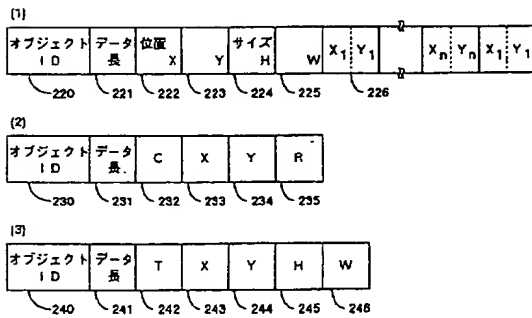 (1)
オブジェクト ID データ長 位置 X Y サイズ H W X1 Y1 Xn Yn X1 Y1
220 221 222 223 224 225 226
(2)
オブジェクト ID データ長. C X Y R
230 231 232 233 234 235
(3)
オブジェクト ID データ長 T X Y H W
240 241 242 243 244 245 246